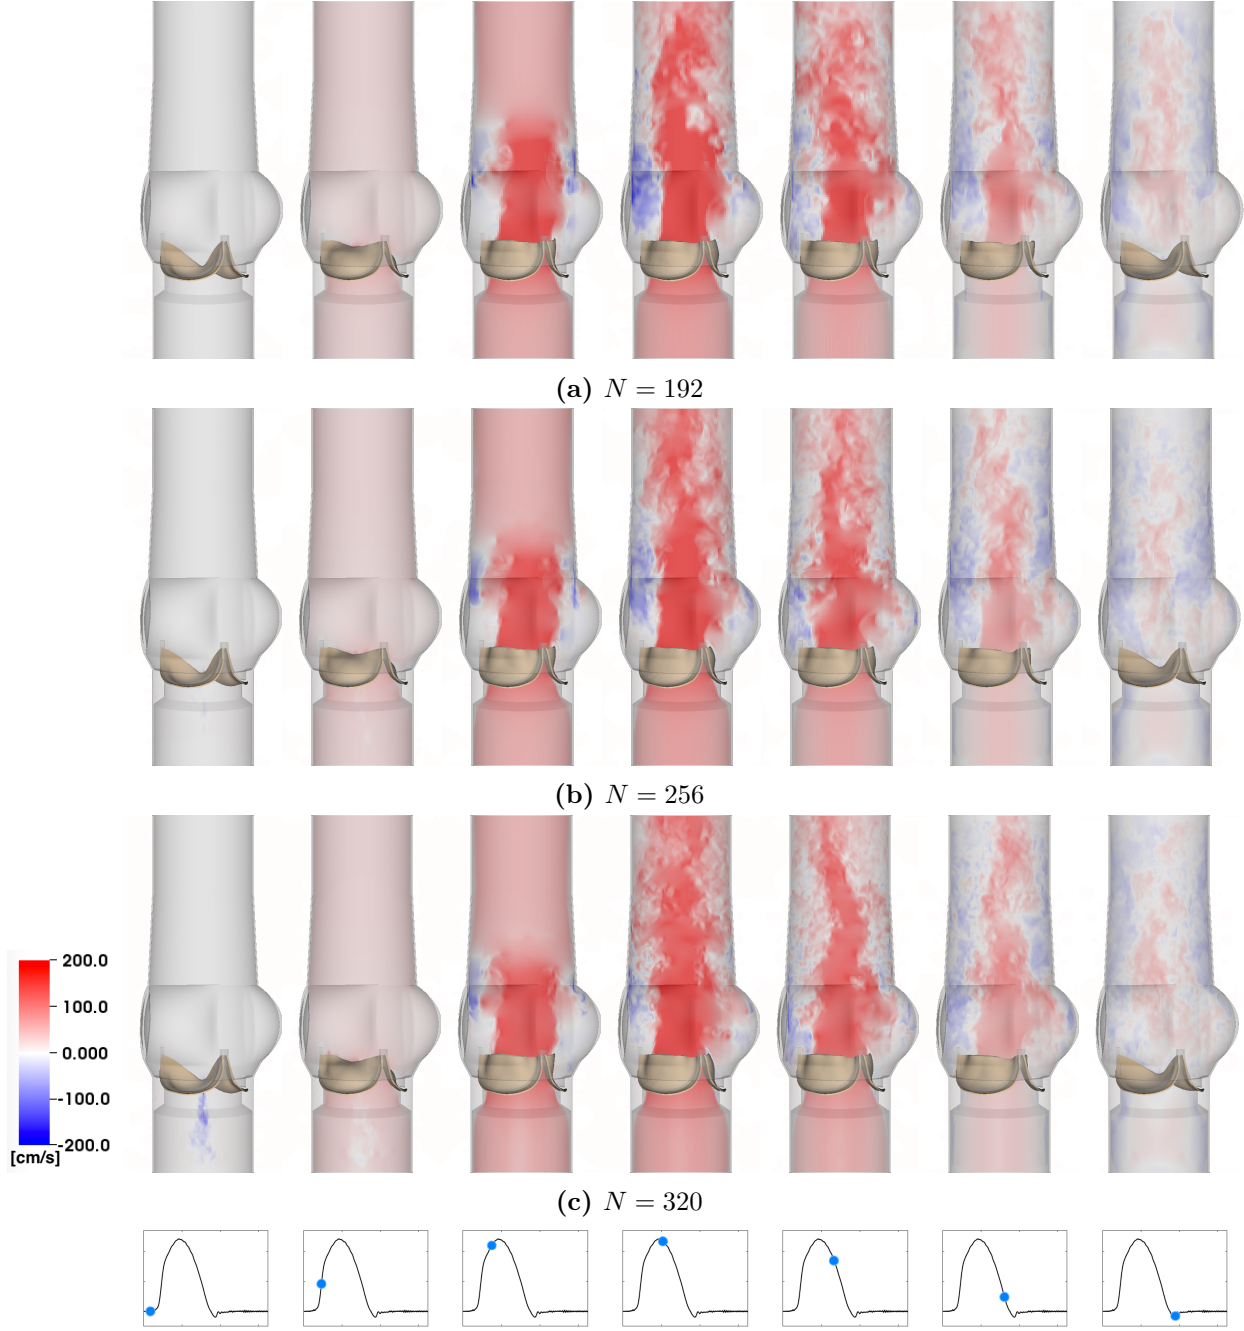 (a) N = 192
(b) N = 256
200.0
100.0
0.000
-100.0
-200.0
[cm/s]
(c) N = 320